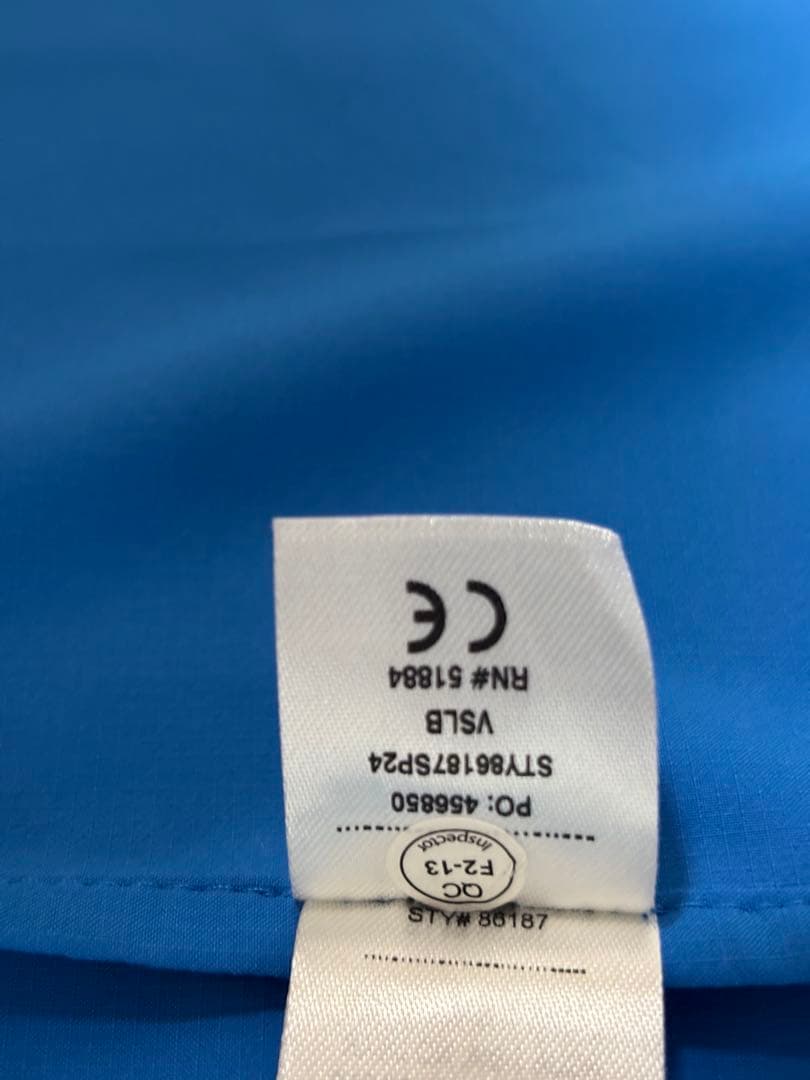 CE
RN# 51884
VSLB
STY86187SP24
PO: 456850
QC
F2-13
Inspector
STY# 86187